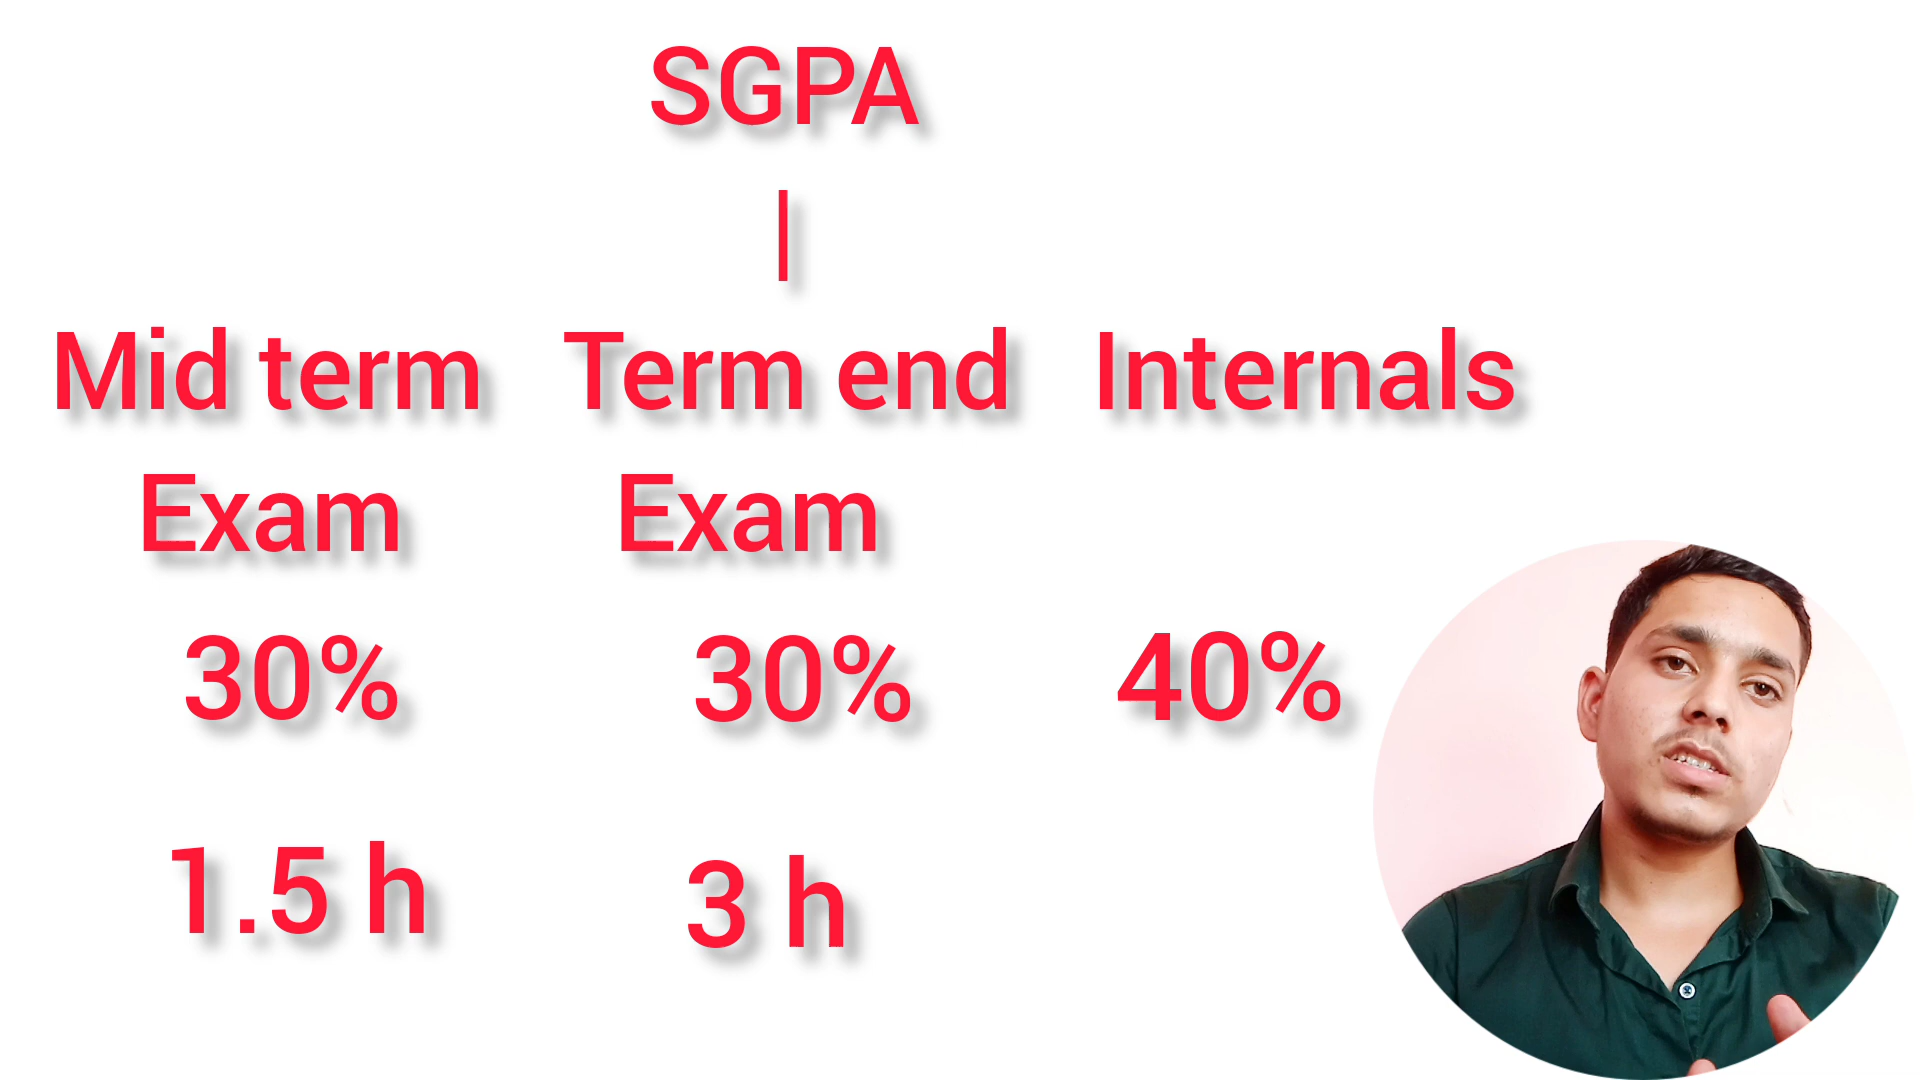 SGPA
|
Mid term Term end Internals
Exam Exam
30% 30% 40%
1.5 h 3 h